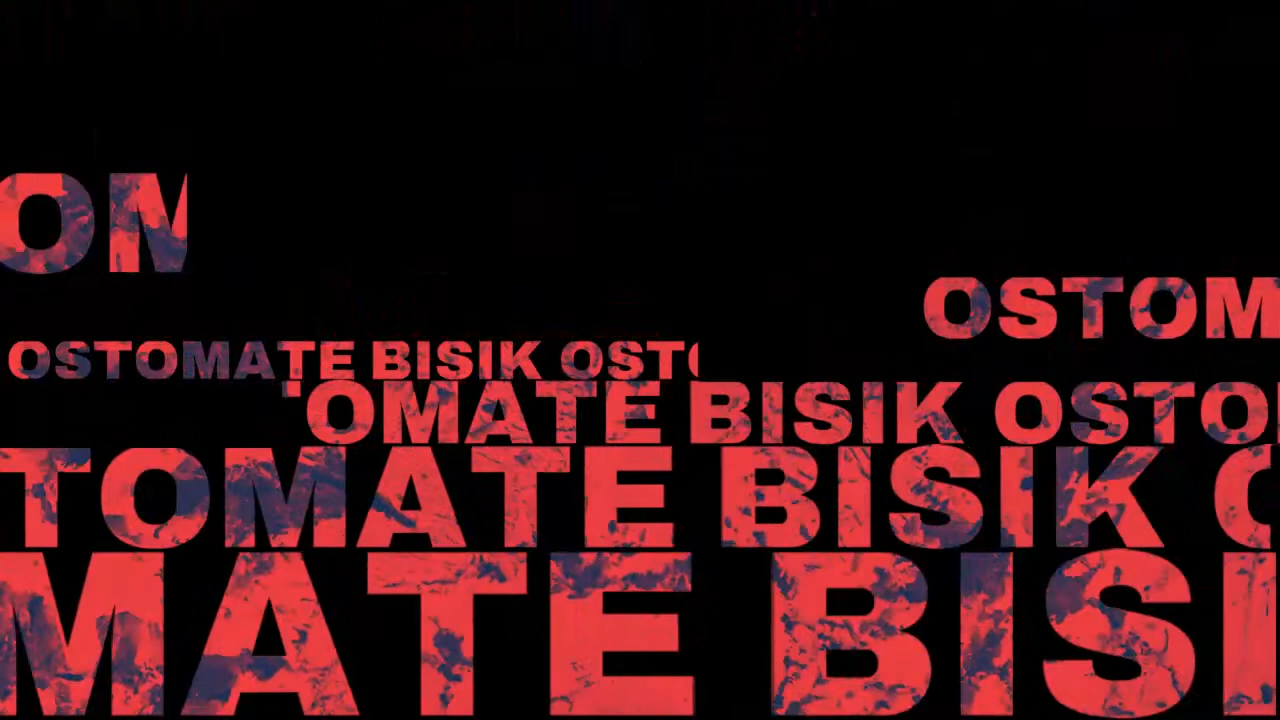 OM
OSTOM
OSTOMATE BISIK OSTO
OMATE BISIK OSTO
TOMATE BISIK O
MATE BISI